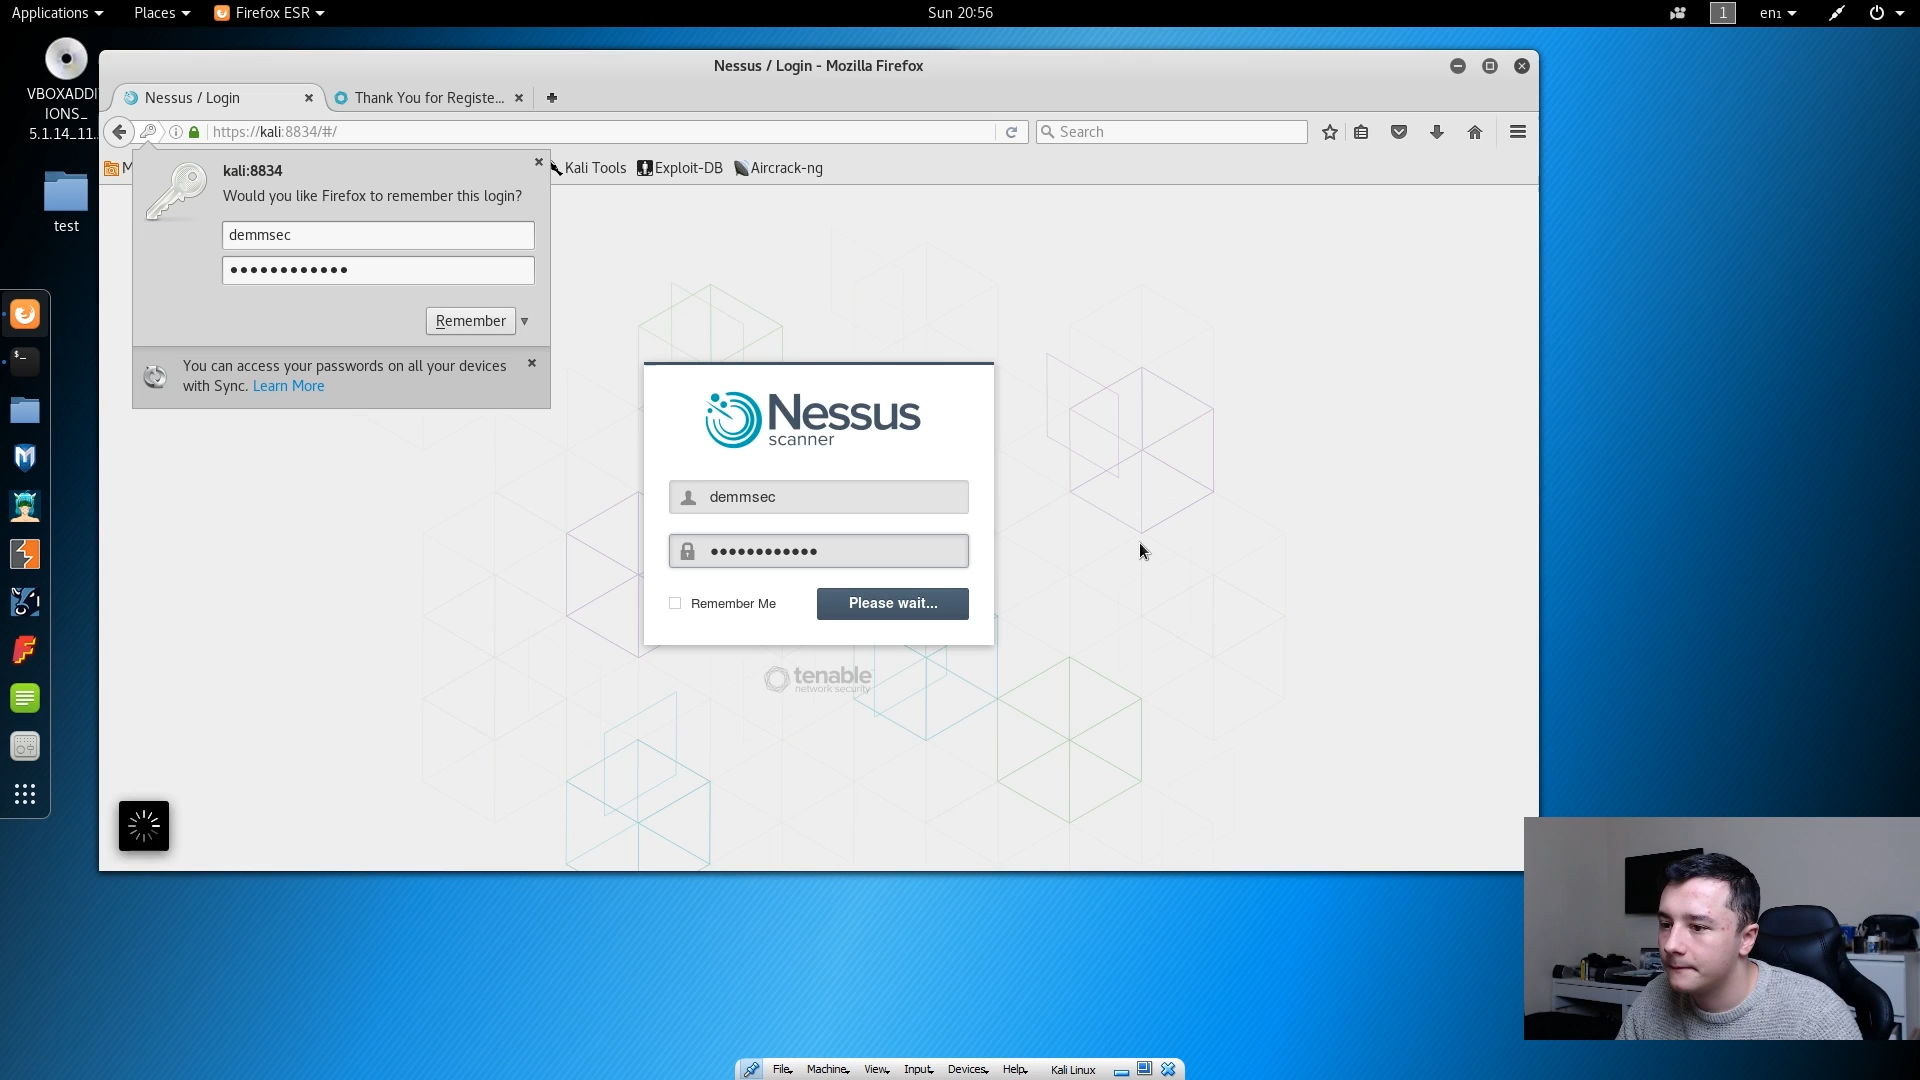 Applications
Places
Firefox ESR
Sun 20:56
1
en₁
VBOXADDI
IONS_
5.1.14_11..
test
Nessus / Login - Mozilla Firefox
Nessus / Login
Thank You for Registe...
https://kali:8834/#/
Search
M
Kali Tools
Exploit-DB
Aircrack-ng
kali:8834
Would you like Firefox to remember this login?
demmsec
●●●●●●●●●●●●
Remember
You can access your passwords on all your devices
with Sync. Learn More
Nessus
scanner
demmsec
●●●●●●●●●●●●
Remember Me
Please wait...
tenable
network security
File
Machine
View
Input
Devices
Help
Kali Linux